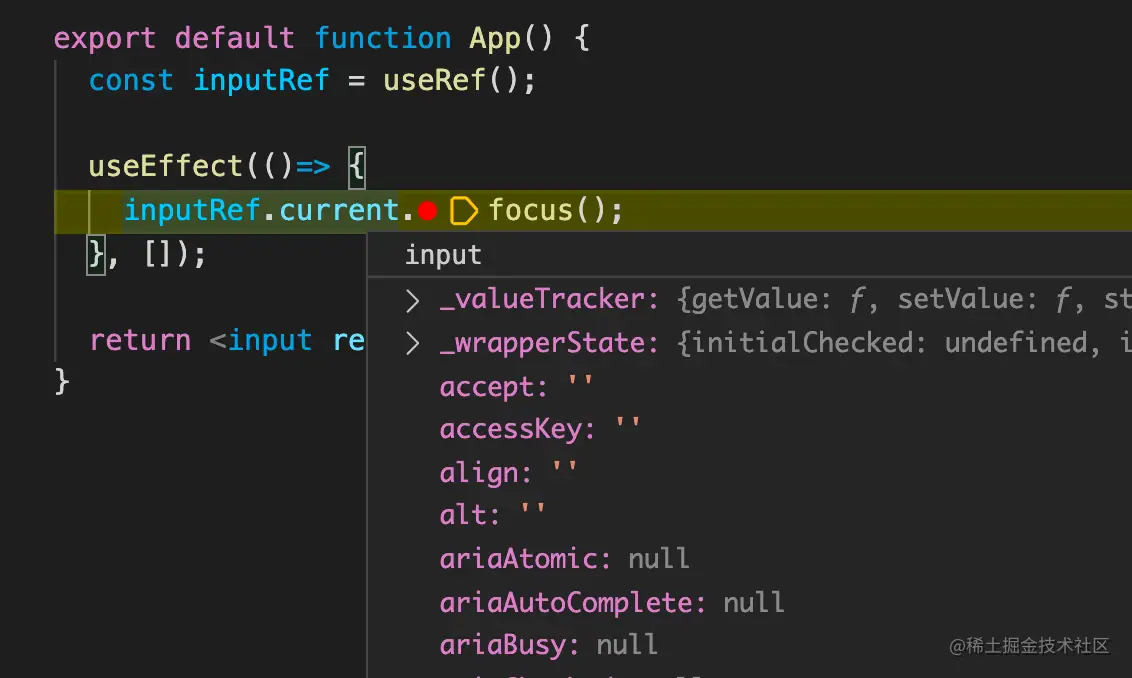 export default function App() {
const inputRef = useRef();
useEffect(()=> {
inputRef.current.focus();
}, []);
return <input re
}
input
_valueTracker: {getValue: f, setValue: f, st
_wrapperState: {initialChecked: undefined, i
accept: ''
accessKey: ''
align: ''
alt: ''
ariaAtomic: null
ariaAutoComplete: null
ariaBusy: null
@稀土掘金技术社区